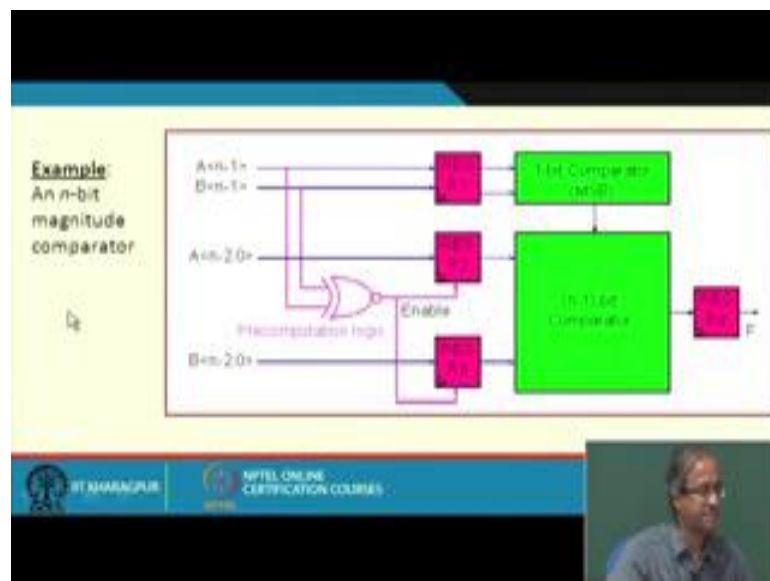 Example:
An n-bit
magnitude
comparator
A<n-1>
B<n-1>
A<n-2:0>
B<n-2:0>
Precomputation logic
Enable
1-bit Comparator
(MSB)
(n-1)-bit
Comparator
F
IIT KHARAGPUR
NPTEL ONLINE
CERTIFICATION COURSES
NPTEL